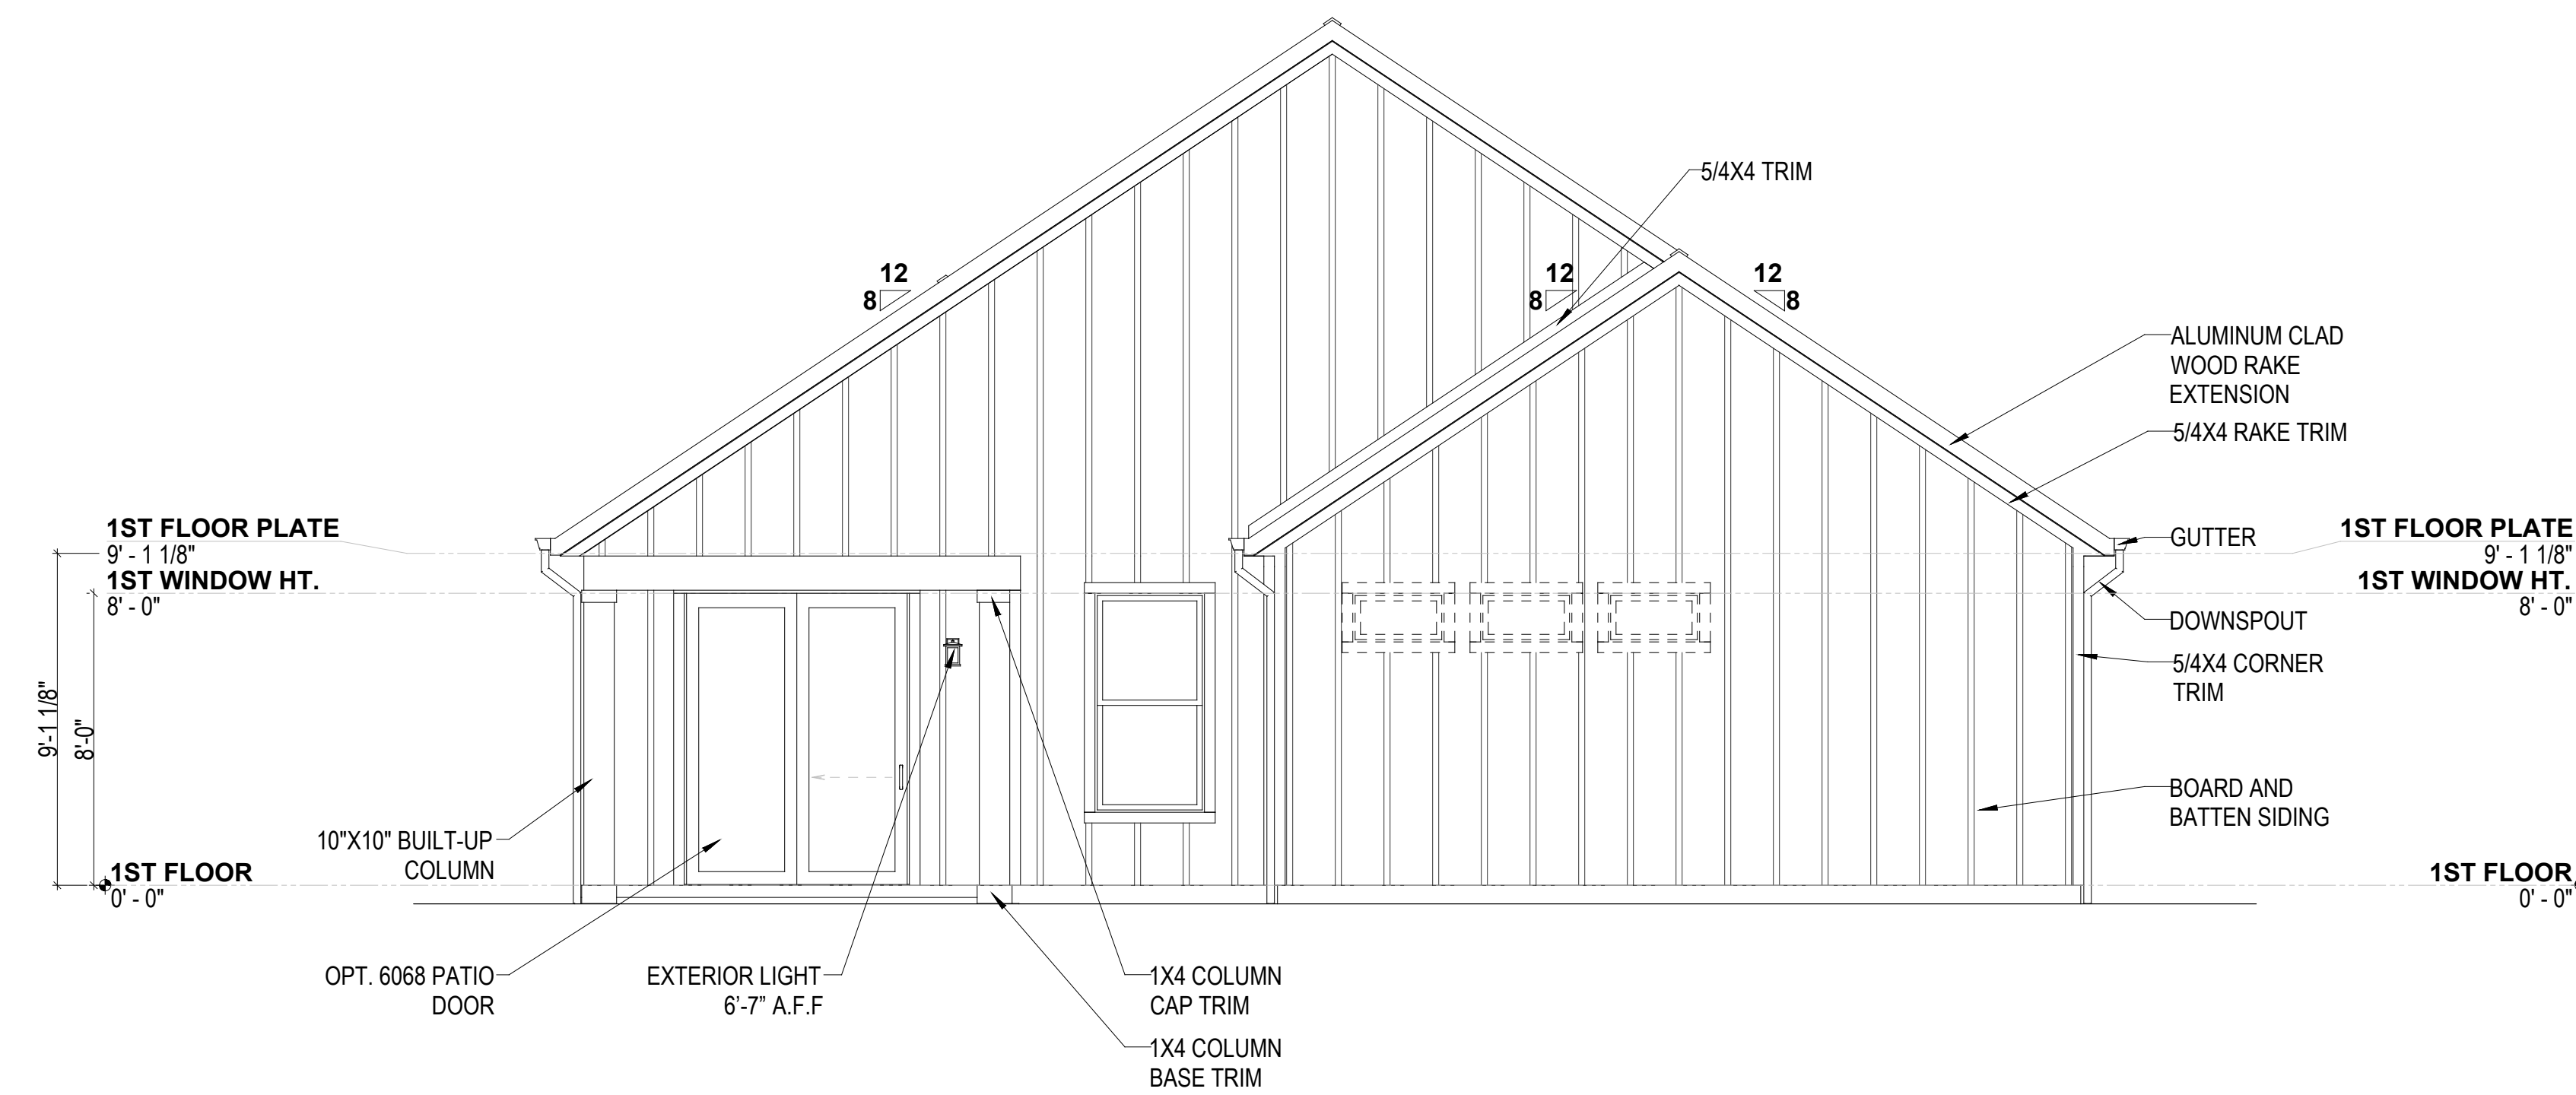 5/4X4 TRIM
12
8
12
8
12
8
ALUMINUM CLAD
WOOD RAKE
EXTENSION
5/4X4 RAKE TRIM
1ST FLOOR PLATE
9' - 1 1/8"
1ST WINDOW HT.
8' - 0"
GUTTER
1ST FLOOR PLATE
9' - 1 1/8"
1ST WINDOW HT.
8' - 0"
DOWNSPOUT
5/4X4 CORNER
TRIM
9'-1 1/8"
8'-0"
BOARD AND
BATTEN SIDING
10"X10" BUILT-UP
COLUMN
1ST FLOOR
0' - 0"
1ST FLOOR
0' - 0"
OPT. 6068 PATIO
DOOR
EXTERIOR LIGHT
6’-7” A.F.F
1X4 COLUMN
CAP TRIM
1X4 COLUMN
BASE TRIM